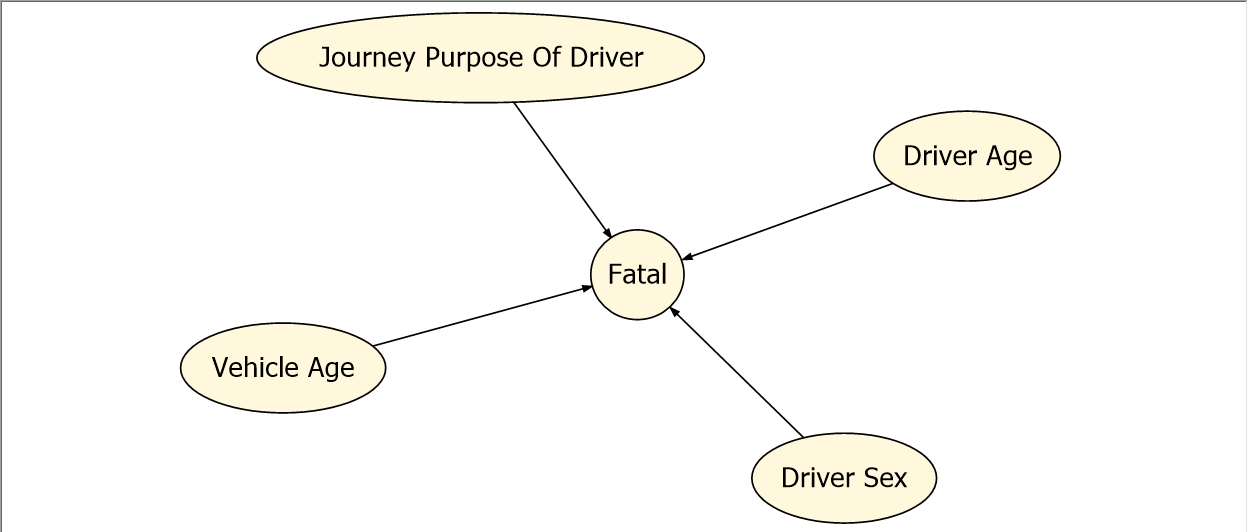 Journey Purpose Of Driver
Driver Age
Fatal
Vehicle Age
Driver Sex